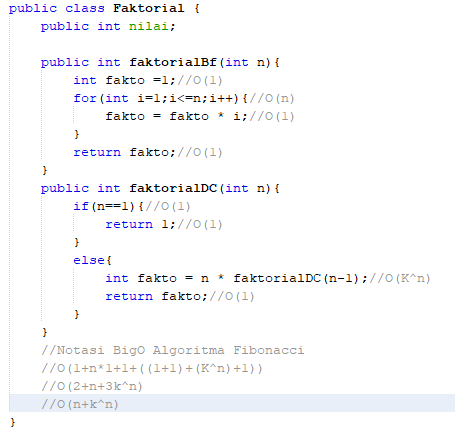 public class Faktorial {
    public int nilai;

    public int faktorialBf(int n){
        int fakto =1;//O(1)
        for(int i=1;i<=n;i++){//O(n)
            fakto = fakto * i;//O(1)
        }
        return fakto;//O(1)
    }
    public int faktorialDC(int n){
        if(n==1){//O(1)
            return 1;//O(1)
        }
        else{
            int fakto = n * faktorialDC(n-1);//O(K^n)
            return fakto;//O(1)
        }
    }
    //Notasi BigO Algoritma Fibonacci
    //O(1+n*1+1+((1+1)+(K^n)+1))
    //O(2+n+3k^n)
    //O(n+k^n)
}